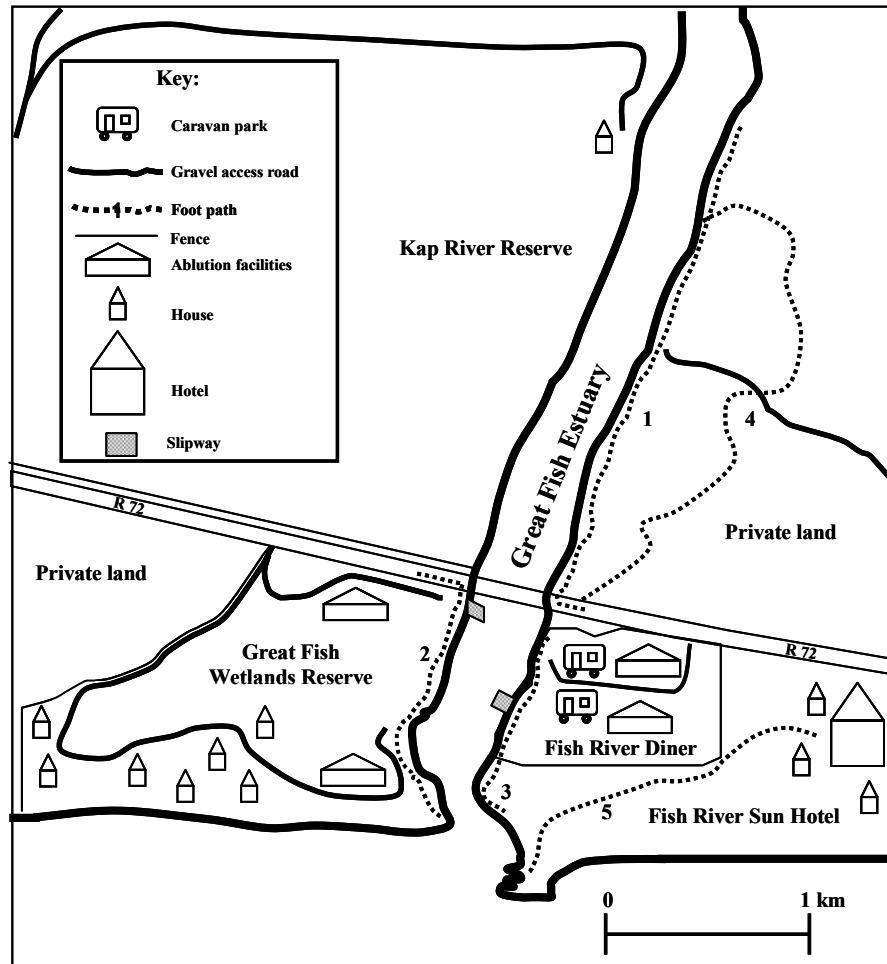 Key:
Caravan park
Gravel access road
1
Foot path
Fence
Ablution facilities
House
Hotel
Slipway
Kap River Reserve
Great Fish Estuary
1
4
R 72
Private land
Private land
Great Fish
Wetlands Reserve
2
R 72
Fish River Diner
3
5
Fish River Sun Hotel
0
1 km